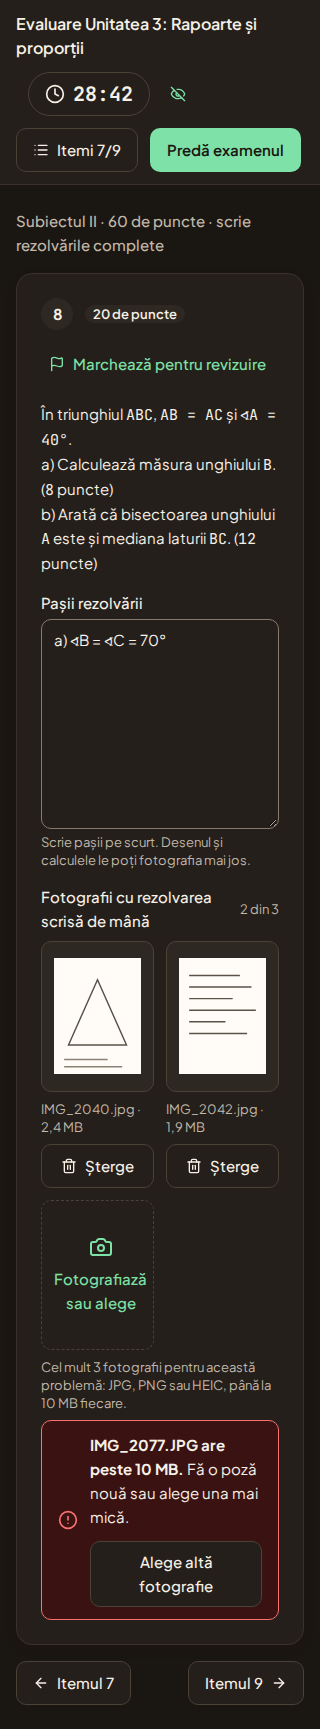 Evaluare Unitatea 3: Rapoarte și
proporții
28:42
Itemi 7/9
Predă examenul
Subiectul II · 60 de puncte · scrie
rezolvările complete
8
20 de puncte
Marchează pentru revizuire
În triunghiul ABC, AB = AC și ∢A =
40°.
a) Calculează măsura unghiului B.
(8 puncte)
b) Arată că bisectoarea unghiului
A este și mediana laturii BC. (12
puncte)
Pașii rezolvării
a) ∢B = ∢C = 70°
Scrie pașii pe scurt. Desenul și
calculele le poți fotografia mai jos.
Fotografii cu rezolvarea
scrisă de mână
2 din 3
IMG_2040.jpg ·
2,4 MB
IMG_2042.jpg ·
1,9 MB
Șterge
Șterge
Fotografiază
sau alege
Cel mult 3 fotografii pentru această
problemă: JPG, PNG sau HEIC, până la
10 MB fiecare.
IMG_2077.JPG are
peste 10 MB. Fă o poză
nouă sau alege una mai
mică.
Alege altă
fotografie
Itemul 7
Itemul 9